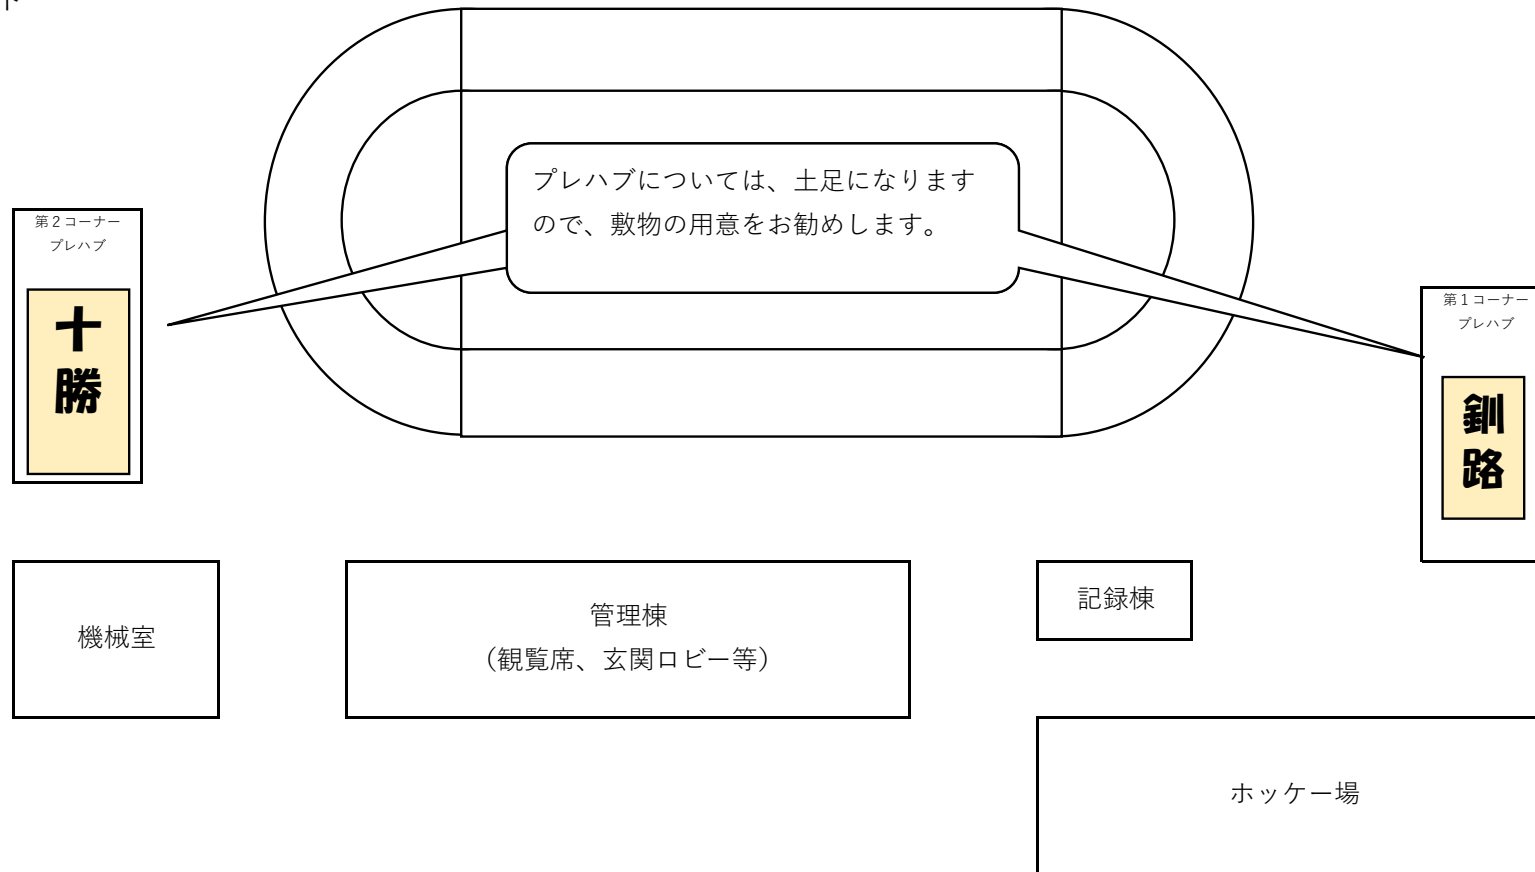 プレハブについては、土足になります
ので、敷物の用意をお勧めします。
第２コーナー
プレハブ
十
勝
第１コーナー
プレハブ
釧
路
機械室
管理棟
（観覧席、玄関ロビー等）
記録棟
ホッケー場